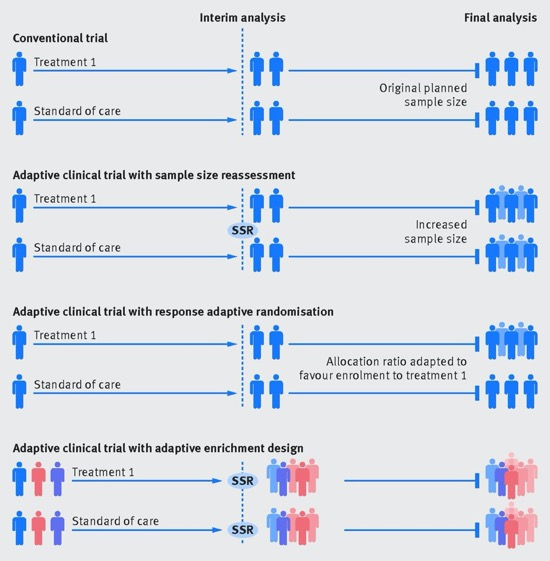 Interim analysis
Final analysis
Conventional trial
Treatment 1
Original planned
sample size
Standard of care
Adaptive clinical trial with sample size reassessment
Treatment 1
SSR
Increased
sample size
Standard of care
Adaptive clinical trial with response adaptive randomisation
Treatment 1
Allocation ratio adapted to
favour enrolment to treatment 1
Standard of care
Adaptive clinical trial with adaptive enrichment design
Treatment 1
SSR
Standard of care
SSR